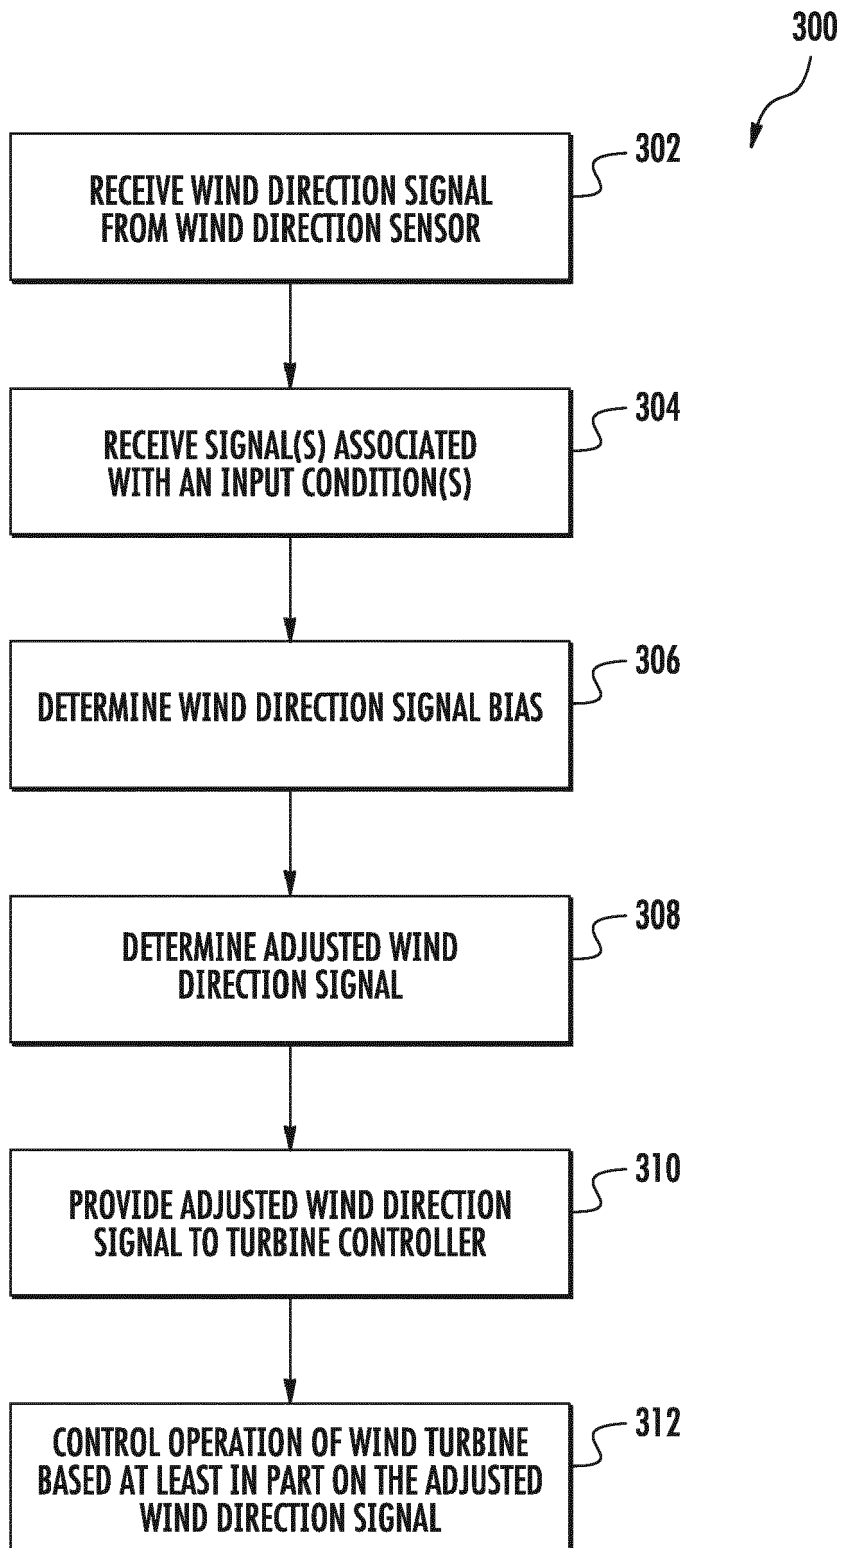 300
RECEIVE WIND DIRECTION SIGNAL
FROM WIND DIRECTION SENSOR
302
RECEIVE SIGNAL(S) ASSOCIATED
WITH AN INPUT CONDITION(S)
304
DETERMINE WIND DIRECTION SIGNAL BIAS
306
DETERMINE ADJUSTED WIND
DIRECTION SIGNAL
308
PROVIDE ADJUSTED WIND DIRECTION
SIGNAL TO TURBINE CONTROLLER
310
CONTROL OPERATION OF WIND TURBINE
BASED AT LEAST IN PART ON THE ADJUSTED
WIND DIRECTION SIGNAL
312